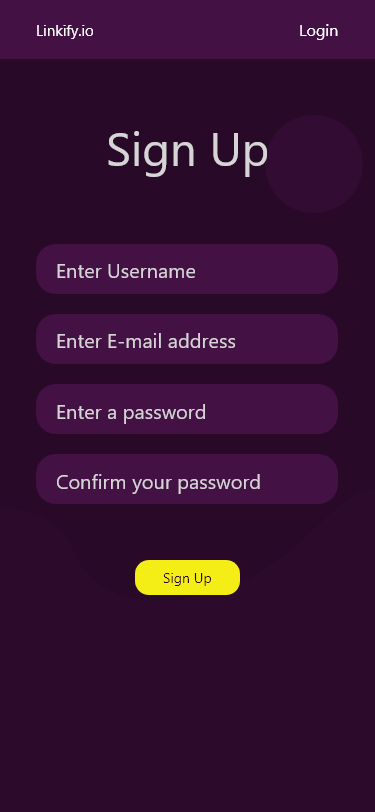 Linkify.io Login
Sign Up
Enter Username
Enter E-mail address
Enter a password
Confirm your password
Sign Up